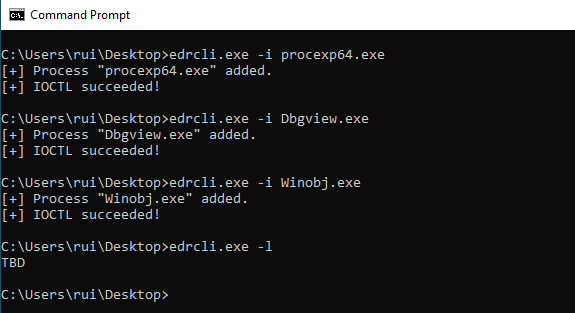 Command Prompt
C:\Users\rui\Desktop>edrcli.exe -i procexp64.exe
[+] Process "procexp64.exe" added.
[+] IOCTL succeeded!
C:\Users\rui\Desktop>edrcli.exe -i Dbgview.exe
[+] Process "Dbgview.exe" added.
[+] IOCTL succeeded!
C:\Users\rui\Desktop>edrcli.exe -i Winobj.exe
[+] Process "Winobj.exe" added.
[+] IOCTL succeeded!
C:\Users\rui\Desktop>edrcli.exe -l
TBD
C:\Users\rui\Desktop>